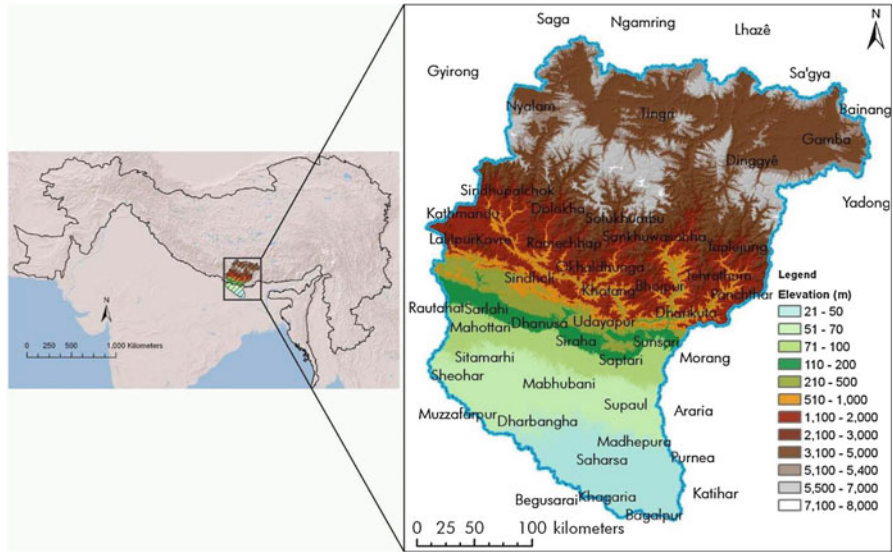 Saga
Ngamring
Lhazê
N
Gyirong
Sa'gya
Nyalam
Tingri
Bainang
Gamba
Dinggyê
Yadong
Sindhupalchok
Kathmandu
Dolakha
Solukhumbu
Lalitpur
Kavre
Ramechhap
Sankhuwasabha
Taplejung
Okhaldhunga
Sindhuli
Khotang
Bhojpur
Tehrathum
Panchthar
Dhankuta
Rautahat
Sarlahi
Mahottari
Dhanusa
Udayapur
Siraha
Sunsari
Saptari
Morang
Sitamarhi
Sheohar
Mabhubani
Supaul
Araria
Muzzafarpur
Dharbangha
Madhepura
Saharsa
Purnea
Begusarai
Khagaria
Katihar
Bagalpur
0 25 50 100 kilometers
Legend
Elevation (m)
21 - 50
51 - 70
71 - 100
110 - 200
210 - 500
510 - 1,000
1,100 - 2,000
2,100 - 3,000
3,100 - 5,000
5,100 - 5,400
5,500 - 7,000
7,100 - 8,000
N
0 250 500 1,000 Kilometers